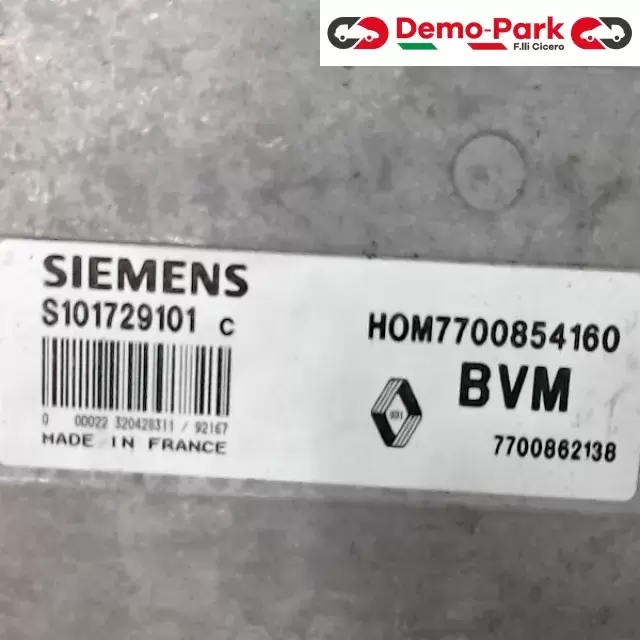 Demo-Park
F.lli Cicero
SIEMENS
S101729101 C
0 00022 320428311 / 92167
MADE IN FRANCE
HOM7700854160
BVM
7700862138